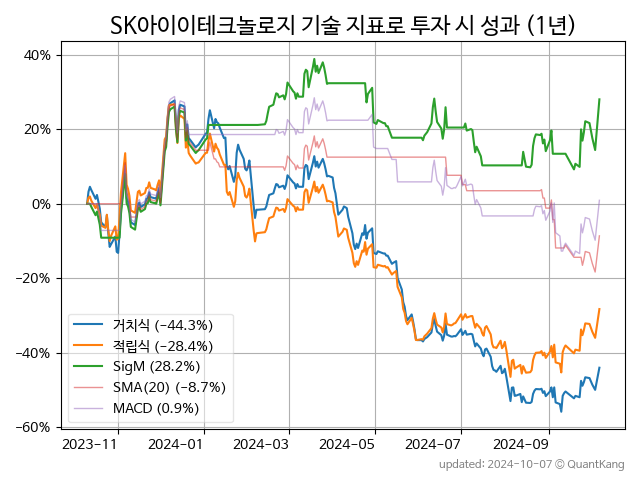 SK아이이테크놀로지 기술 지표로 투자 시 성과 (1년)
40%
20%
0%
−20%
−40%
−60%
거치식 (−44.3%)
적립식 (−28.4%)
SigM (28.2%)
SMA(20) (−8.7%)
MACD (0.9%)
2023−11
2024−01
2024−03
2024−05
2024−07
2024−09
updated: 2024-10-07 © QuantKang